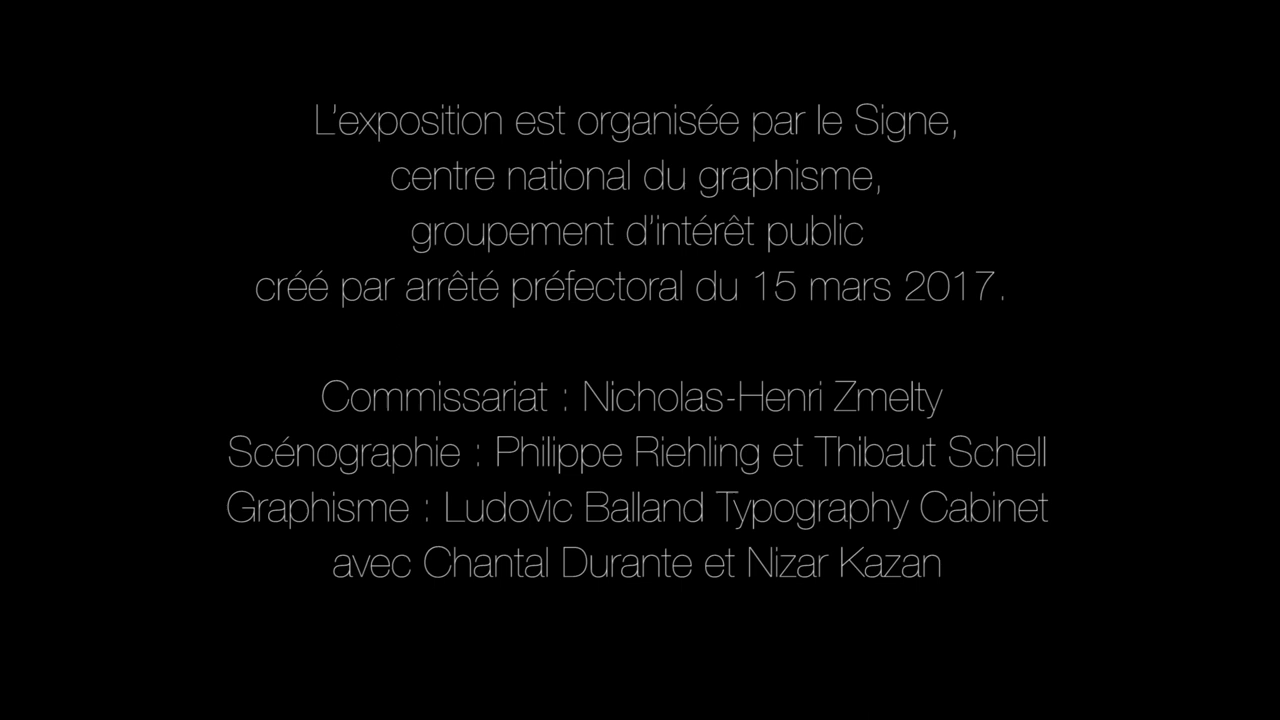 L’exposition est organisée par le Signe,
centre national du graphisme,
groupement d’intérêt public
créé par arrêté préfectoral du 15 mars 2017.
Commissariat : Nicholas-Henri Zmelty
Scénographie : Philippe Riehling et Thibaut Schell
Graphisme : Ludovic Balland Typography Cabinet
avec Chantal Durante et Nizar Kazan